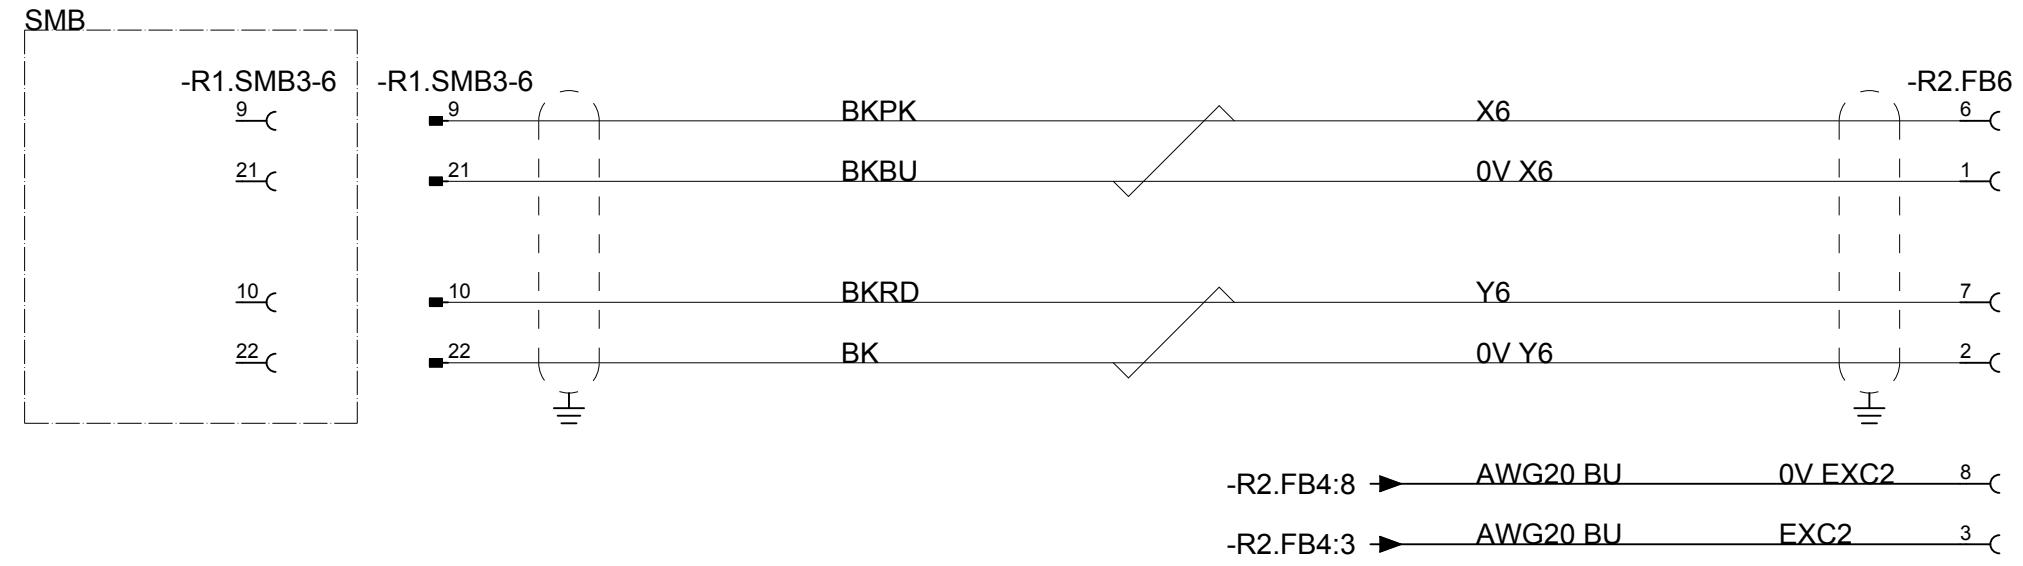 SMB
-R1.SMB3-6 -R1.SMB3-6 -R2.FB6
9 9 BKPK X6 6
21 21 BKBU 0V X6 1
10 10 BKRD Y6 7
22 22 BK 0V Y6 2
-R2.FB4:8 AWG20 BU 0V EXC2 8
-R2.FB4:3 AWG20 BU EXC2 3